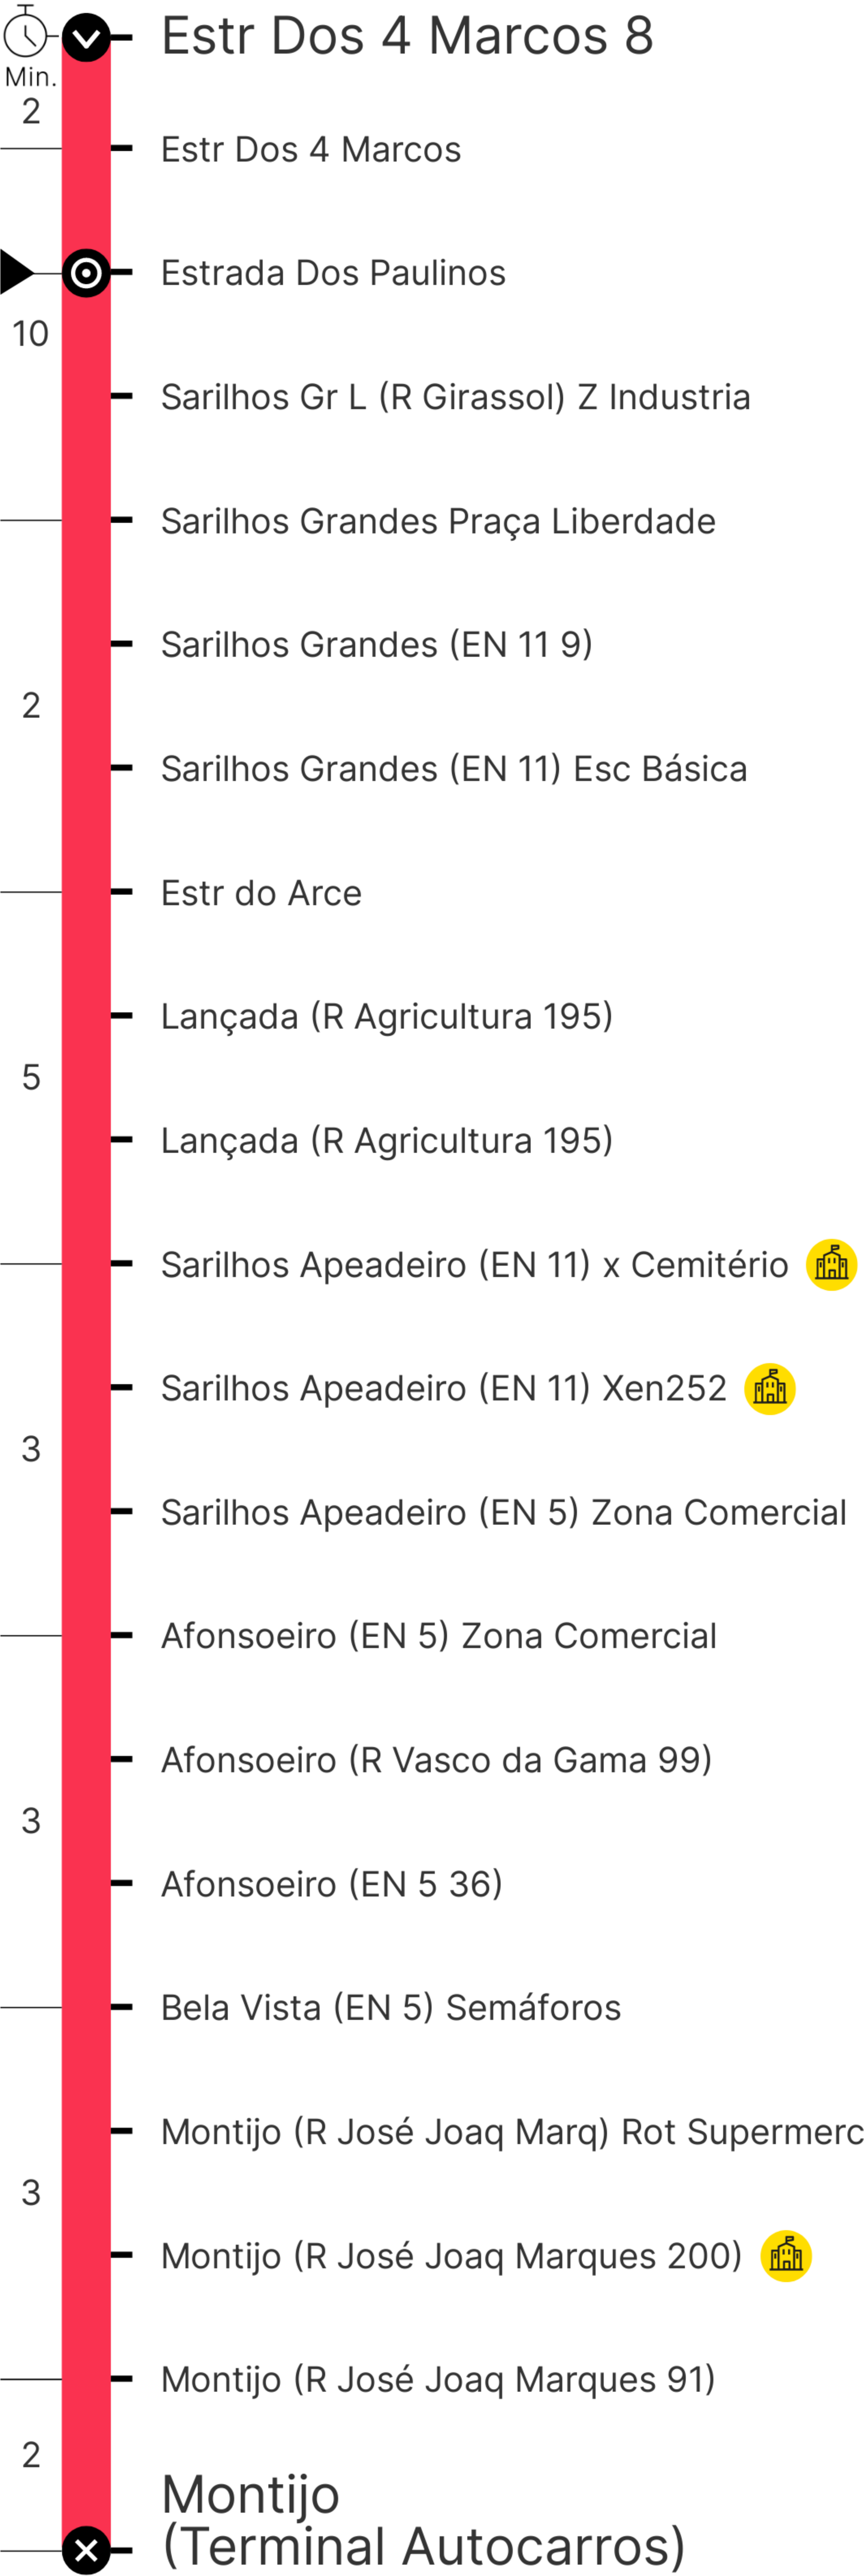 Estr Dos 4 Marcos 8
Min.
2
Estr Dos 4 Marcos
Estrada Dos Paulinos
10
Sarilhos Gr L (R Girassol) Z Industria
Sarilhos Grandes Praça Liberdade
Sarilhos Grandes (EN 11 9)
2
Sarilhos Grandes (EN 11) Esc Básica
Estr do Arce
Lançada (R Agricultura 195)
5
Lançada (R Agricultura 195)
Sarilhos Apeadeiro (EN 11) x Cemitério
Sarilhos Apeadeiro (EN 11) Xen252
3
Sarilhos Apeadeiro (EN 5) Zona Comercial
Afonsoeiro (EN 5) Zona Comercial
Afonsoeiro (R Vasco da Gama 99)
3
Afonsoeiro (EN 5 36)
Bela Vista (EN 5) Semáforos
Montijo (R José Joaq Marq) Rot Supermerc
3
Montijo (R José Joaq Marques 200)
Montijo (R José Joaq Marques 91)
2
Montijo
(Terminal Autocarros)